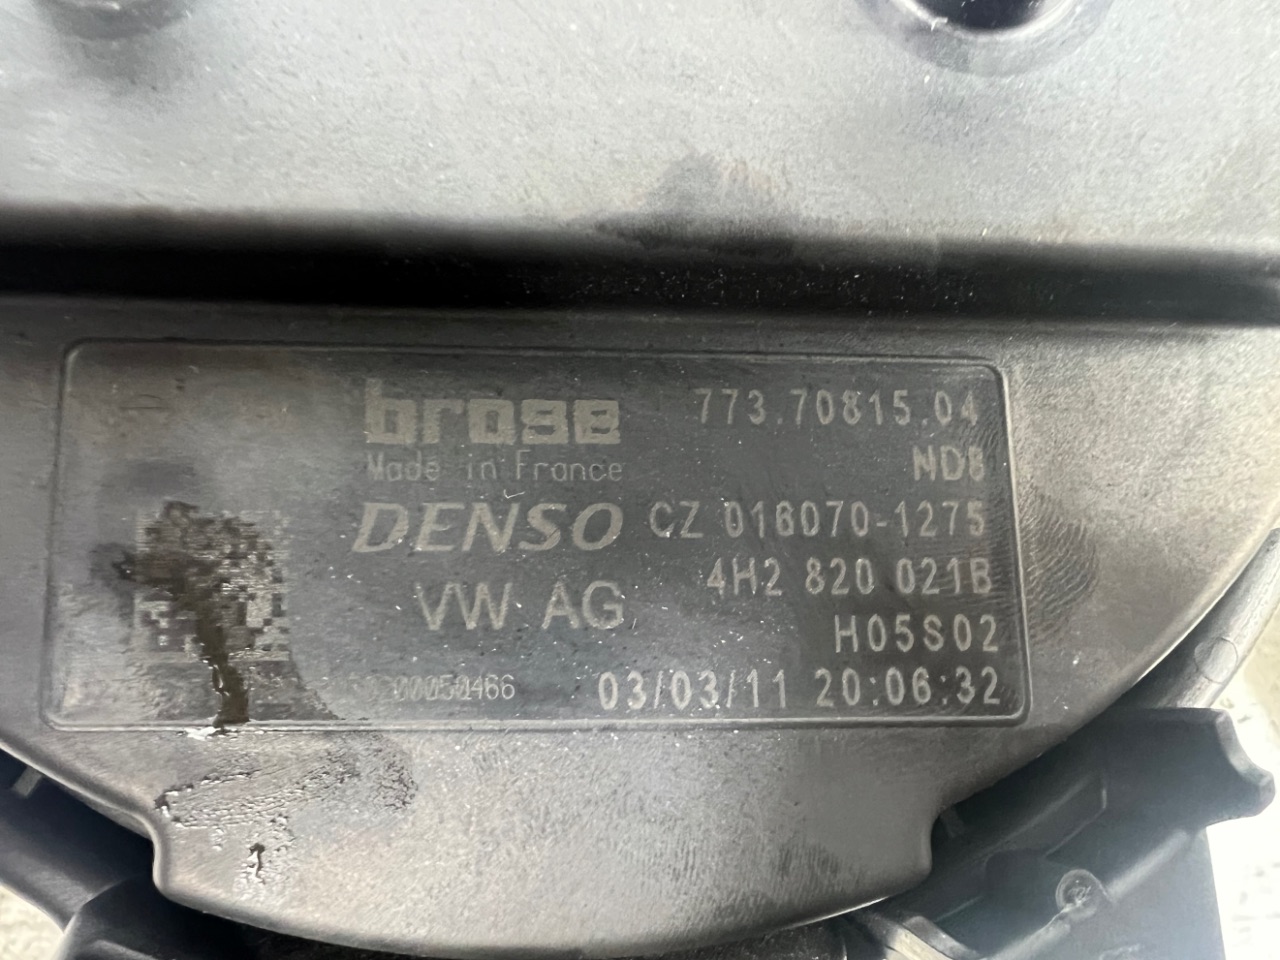 brose 773.70815.04
Made in France ND8
DENSO CZ 016070-1275
VW AG 4H2 820 021B
H05S02
03/03/11 20:06:32